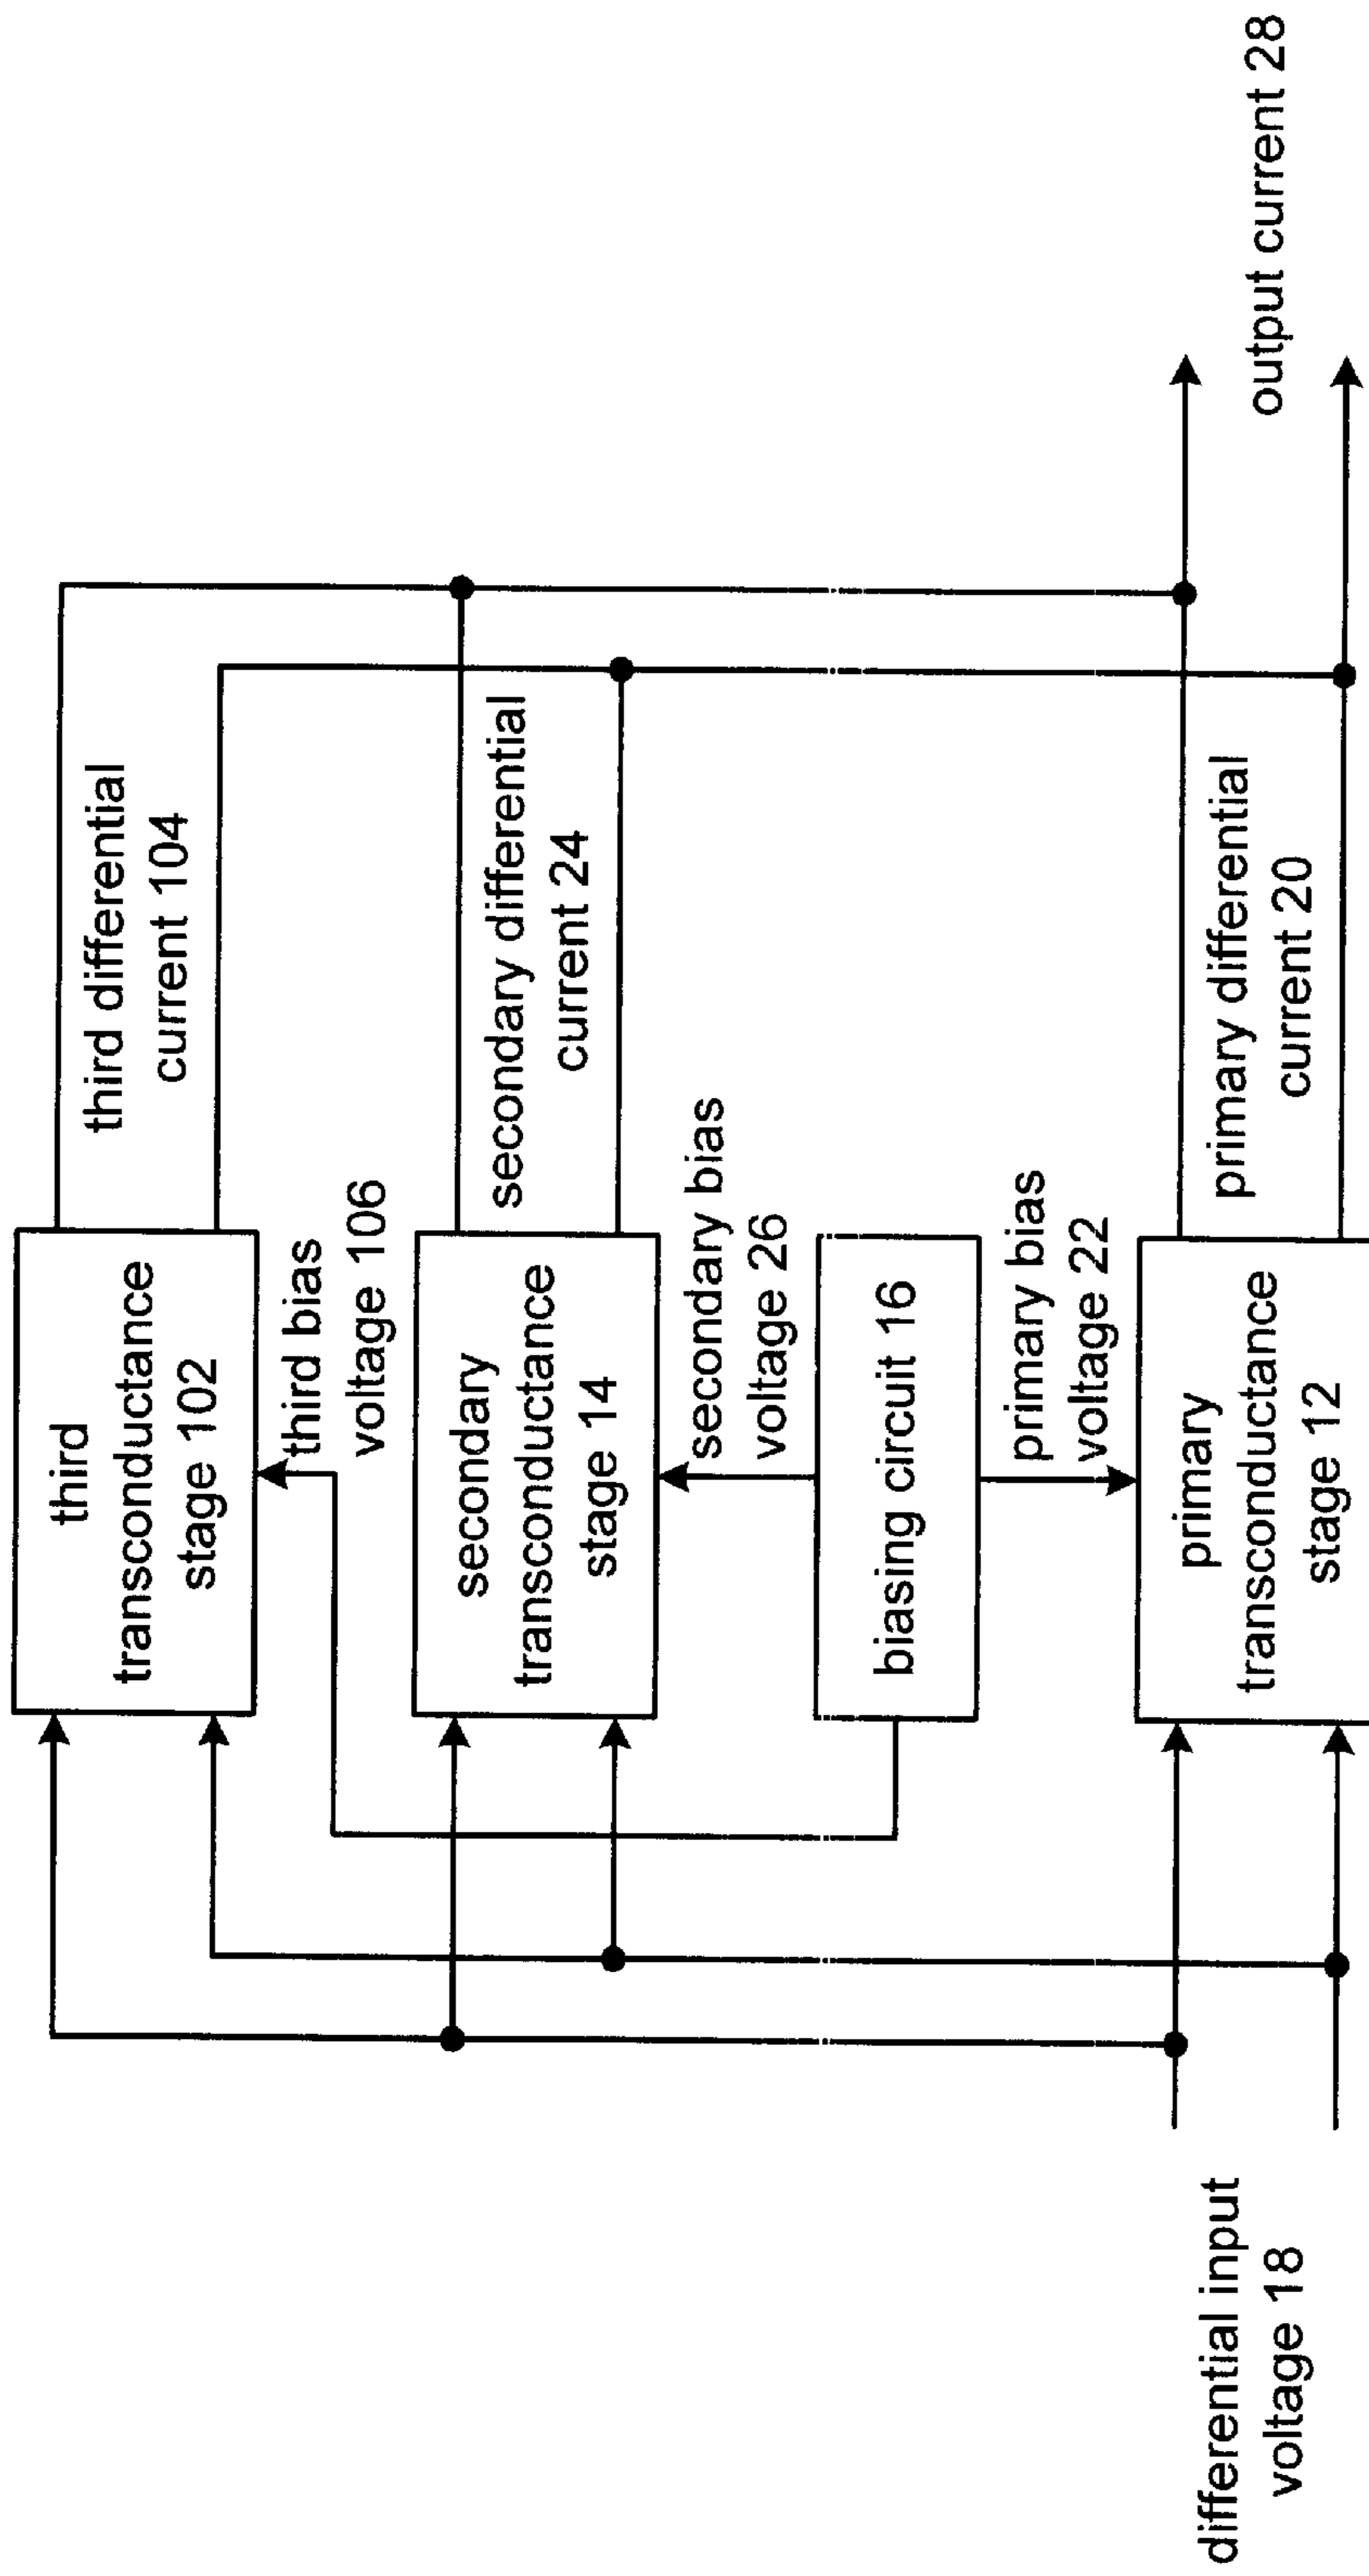 third
transconductance
stage 102
third differential
current 104
third bias
voltage 106
secondary
transconductance
stage 14
secondary differential
current 24
secondary bias
voltage 26
biasing circuit 16
primary bias
voltage 22
differential input
voltage 18
primary
transconductance
stage 12
primary differential
current 20
output current 28